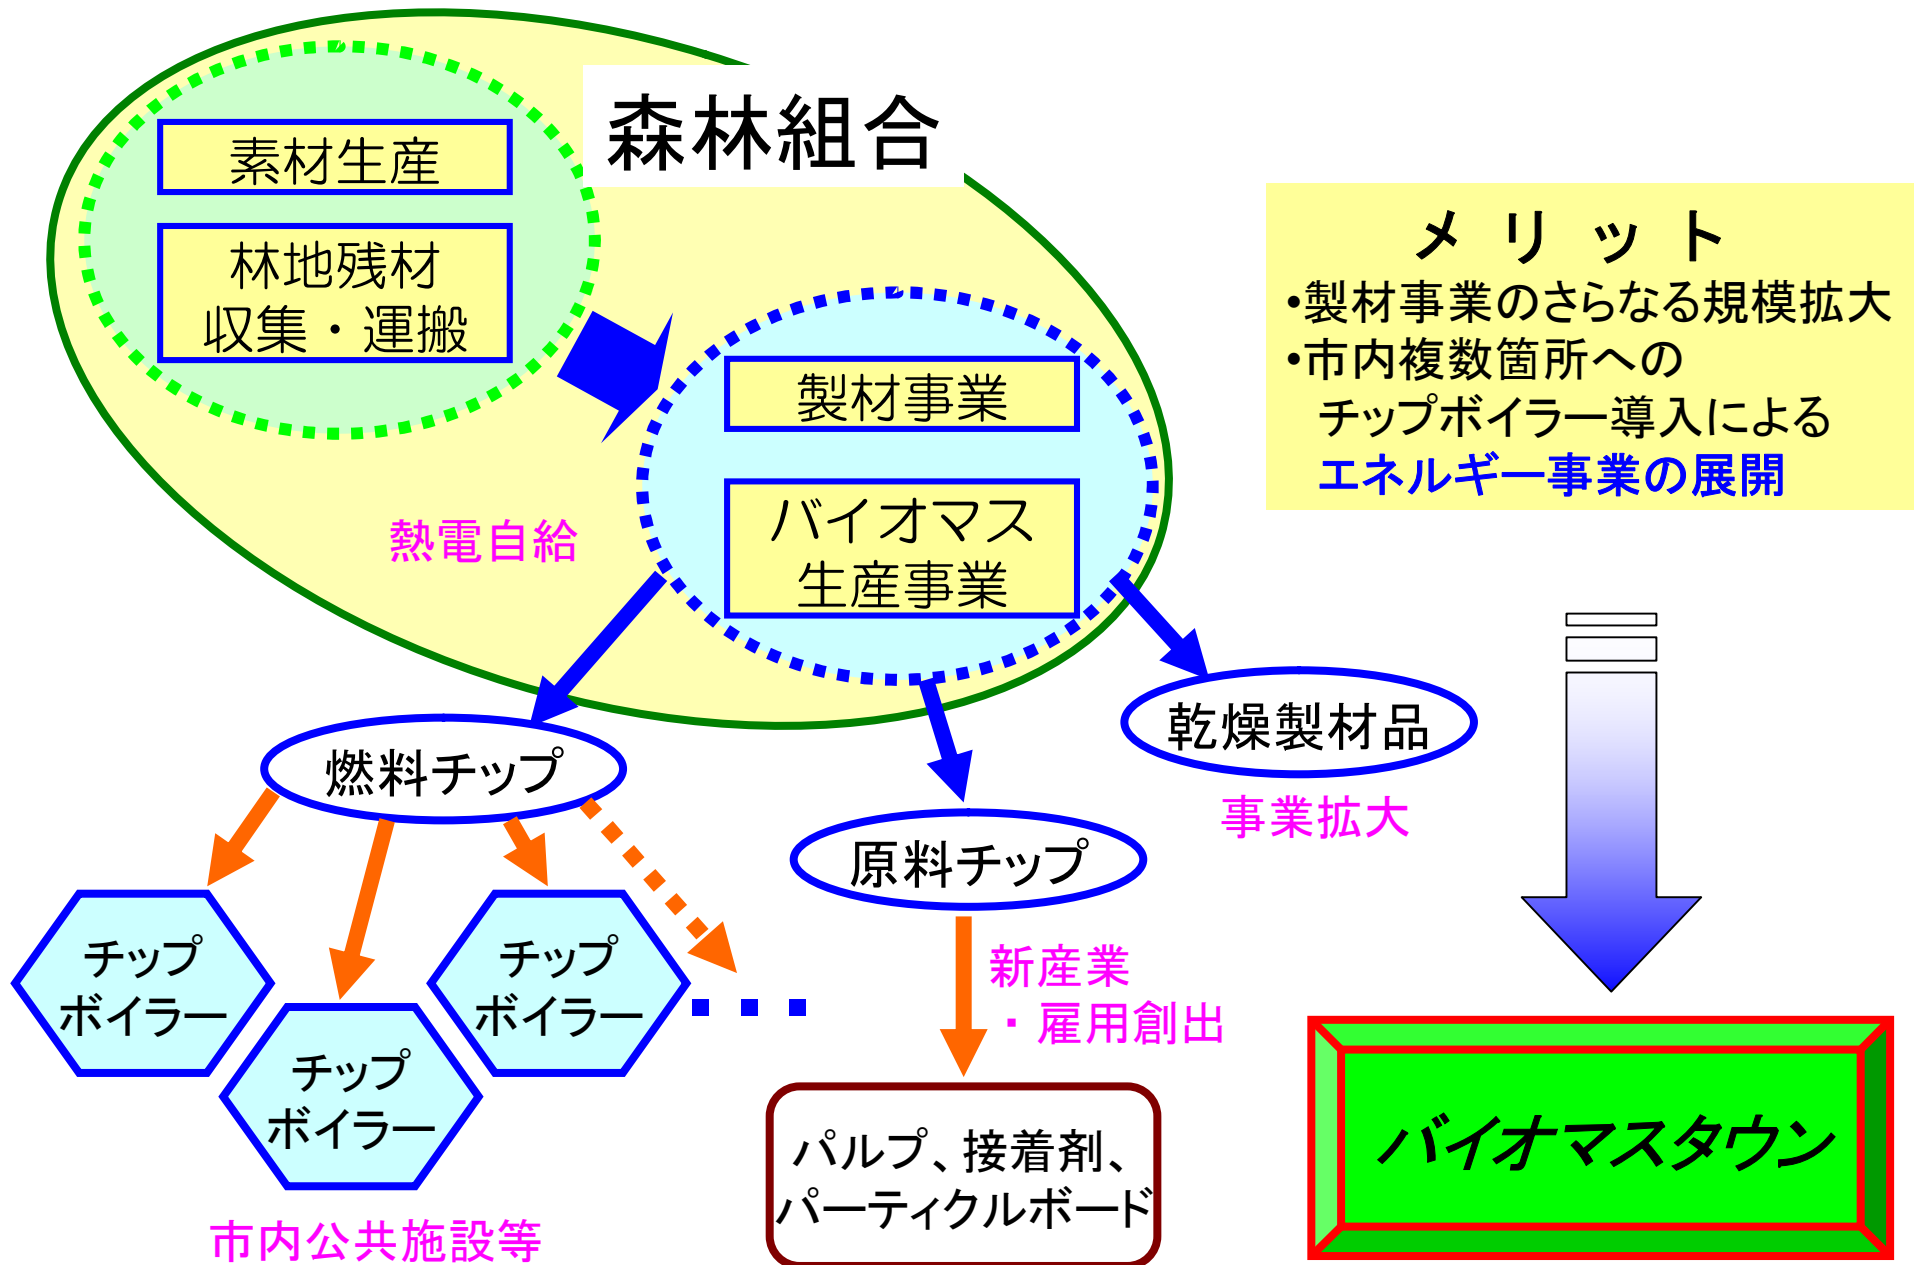 森林組合
素材生産
林地残材
収集・運搬
製材事業
バイオマス
生産事業
熱電自給
メリット
•製材事業のさらなる規模拡大
•市内複数箇所への
チップボイラー導入による
エネルギー事業の展開
燃料チップ
原料チップ
乾燥製材品
事業拡大
チップ
ボイラー
チップ
ボイラー
チップ
ボイラー
市内公共施設等
新産業
・雇用創出
パルプ、接着剤、
パーティクルボード
バイオマスタウン